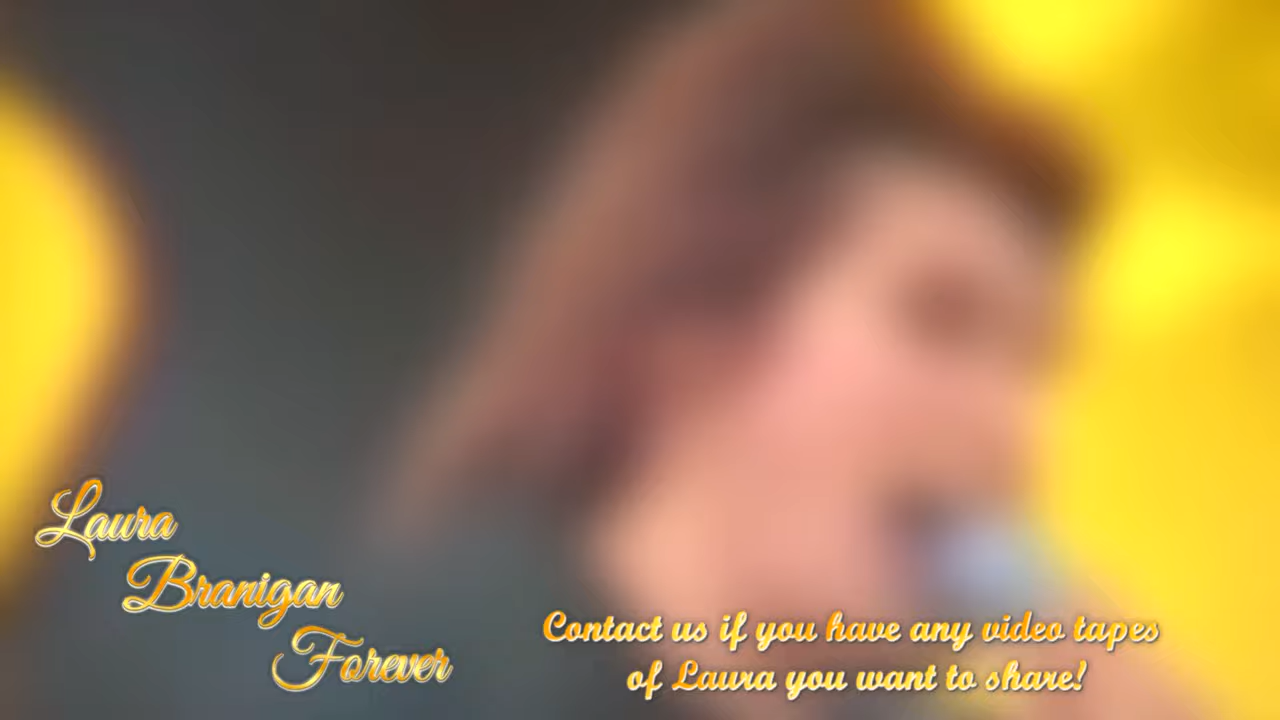 Laura
Branigan
Forever
Contact us if you have any video tapes
of Laura you want to share!